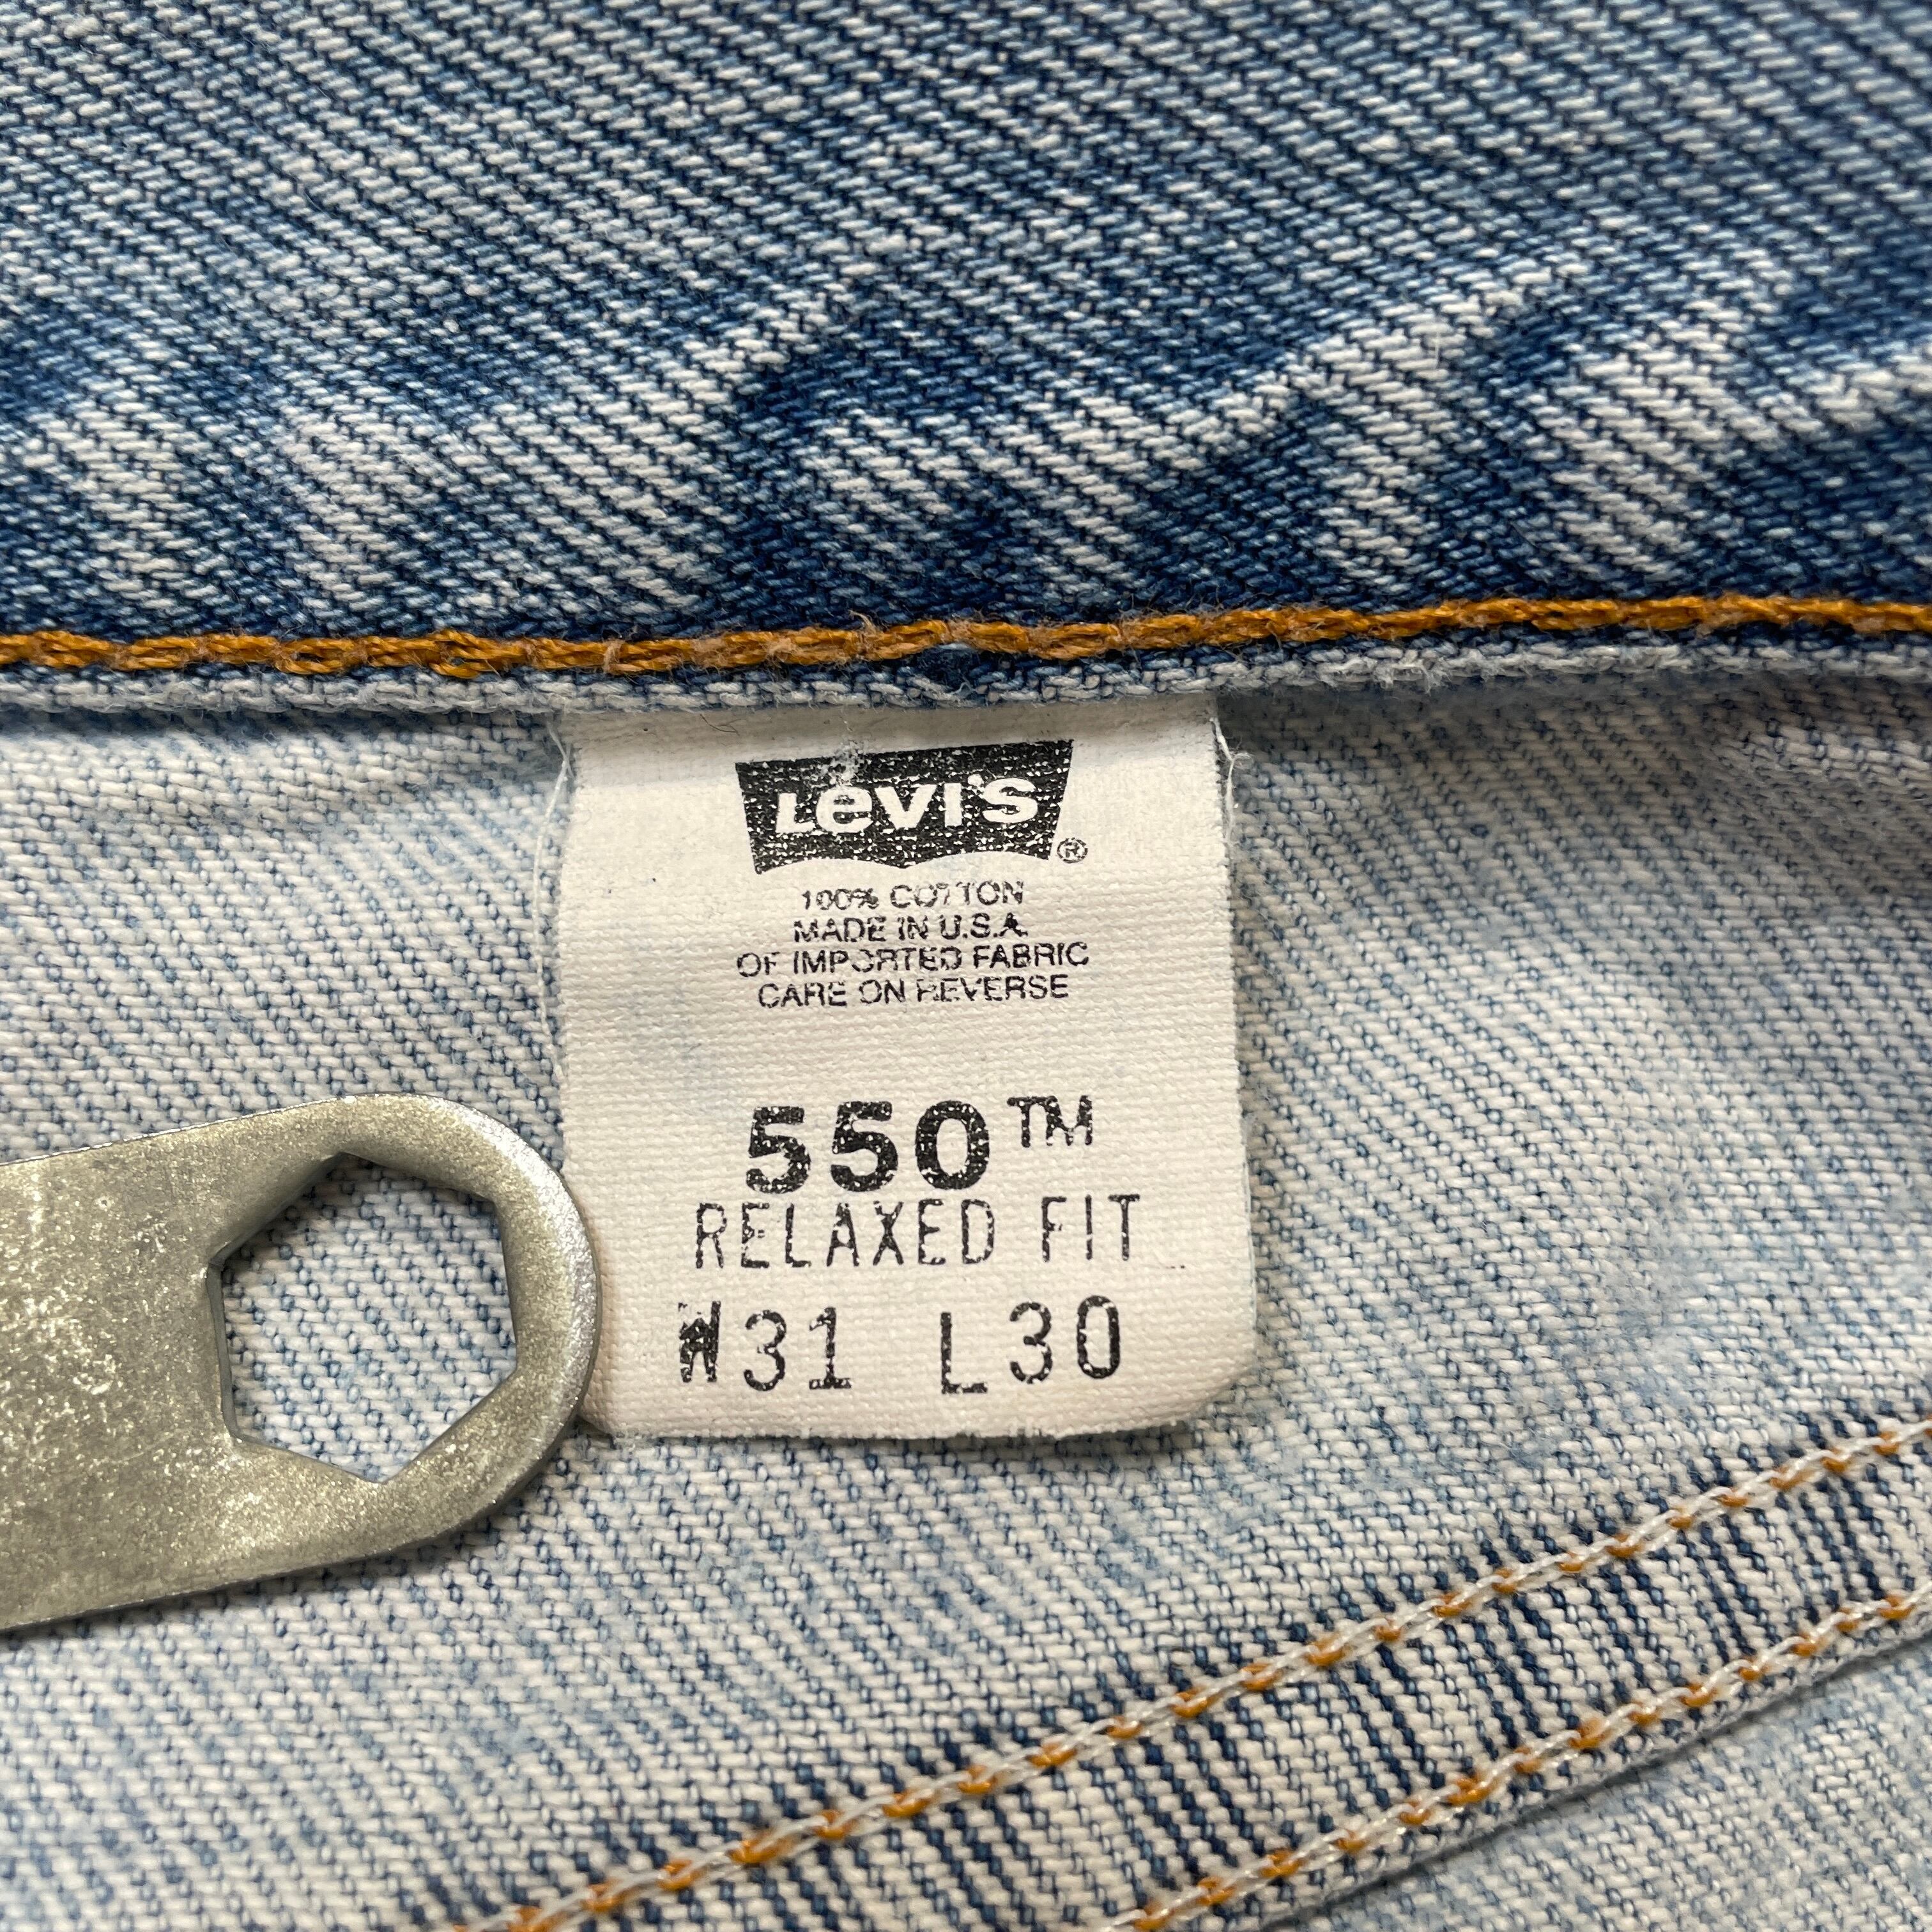 Levi's ®
100% COTTON
MADE IN U.S.A.
OF IMPORTED FABRIC
CARE ON REVERSE
550™
RELAXED FIT
W31 L30